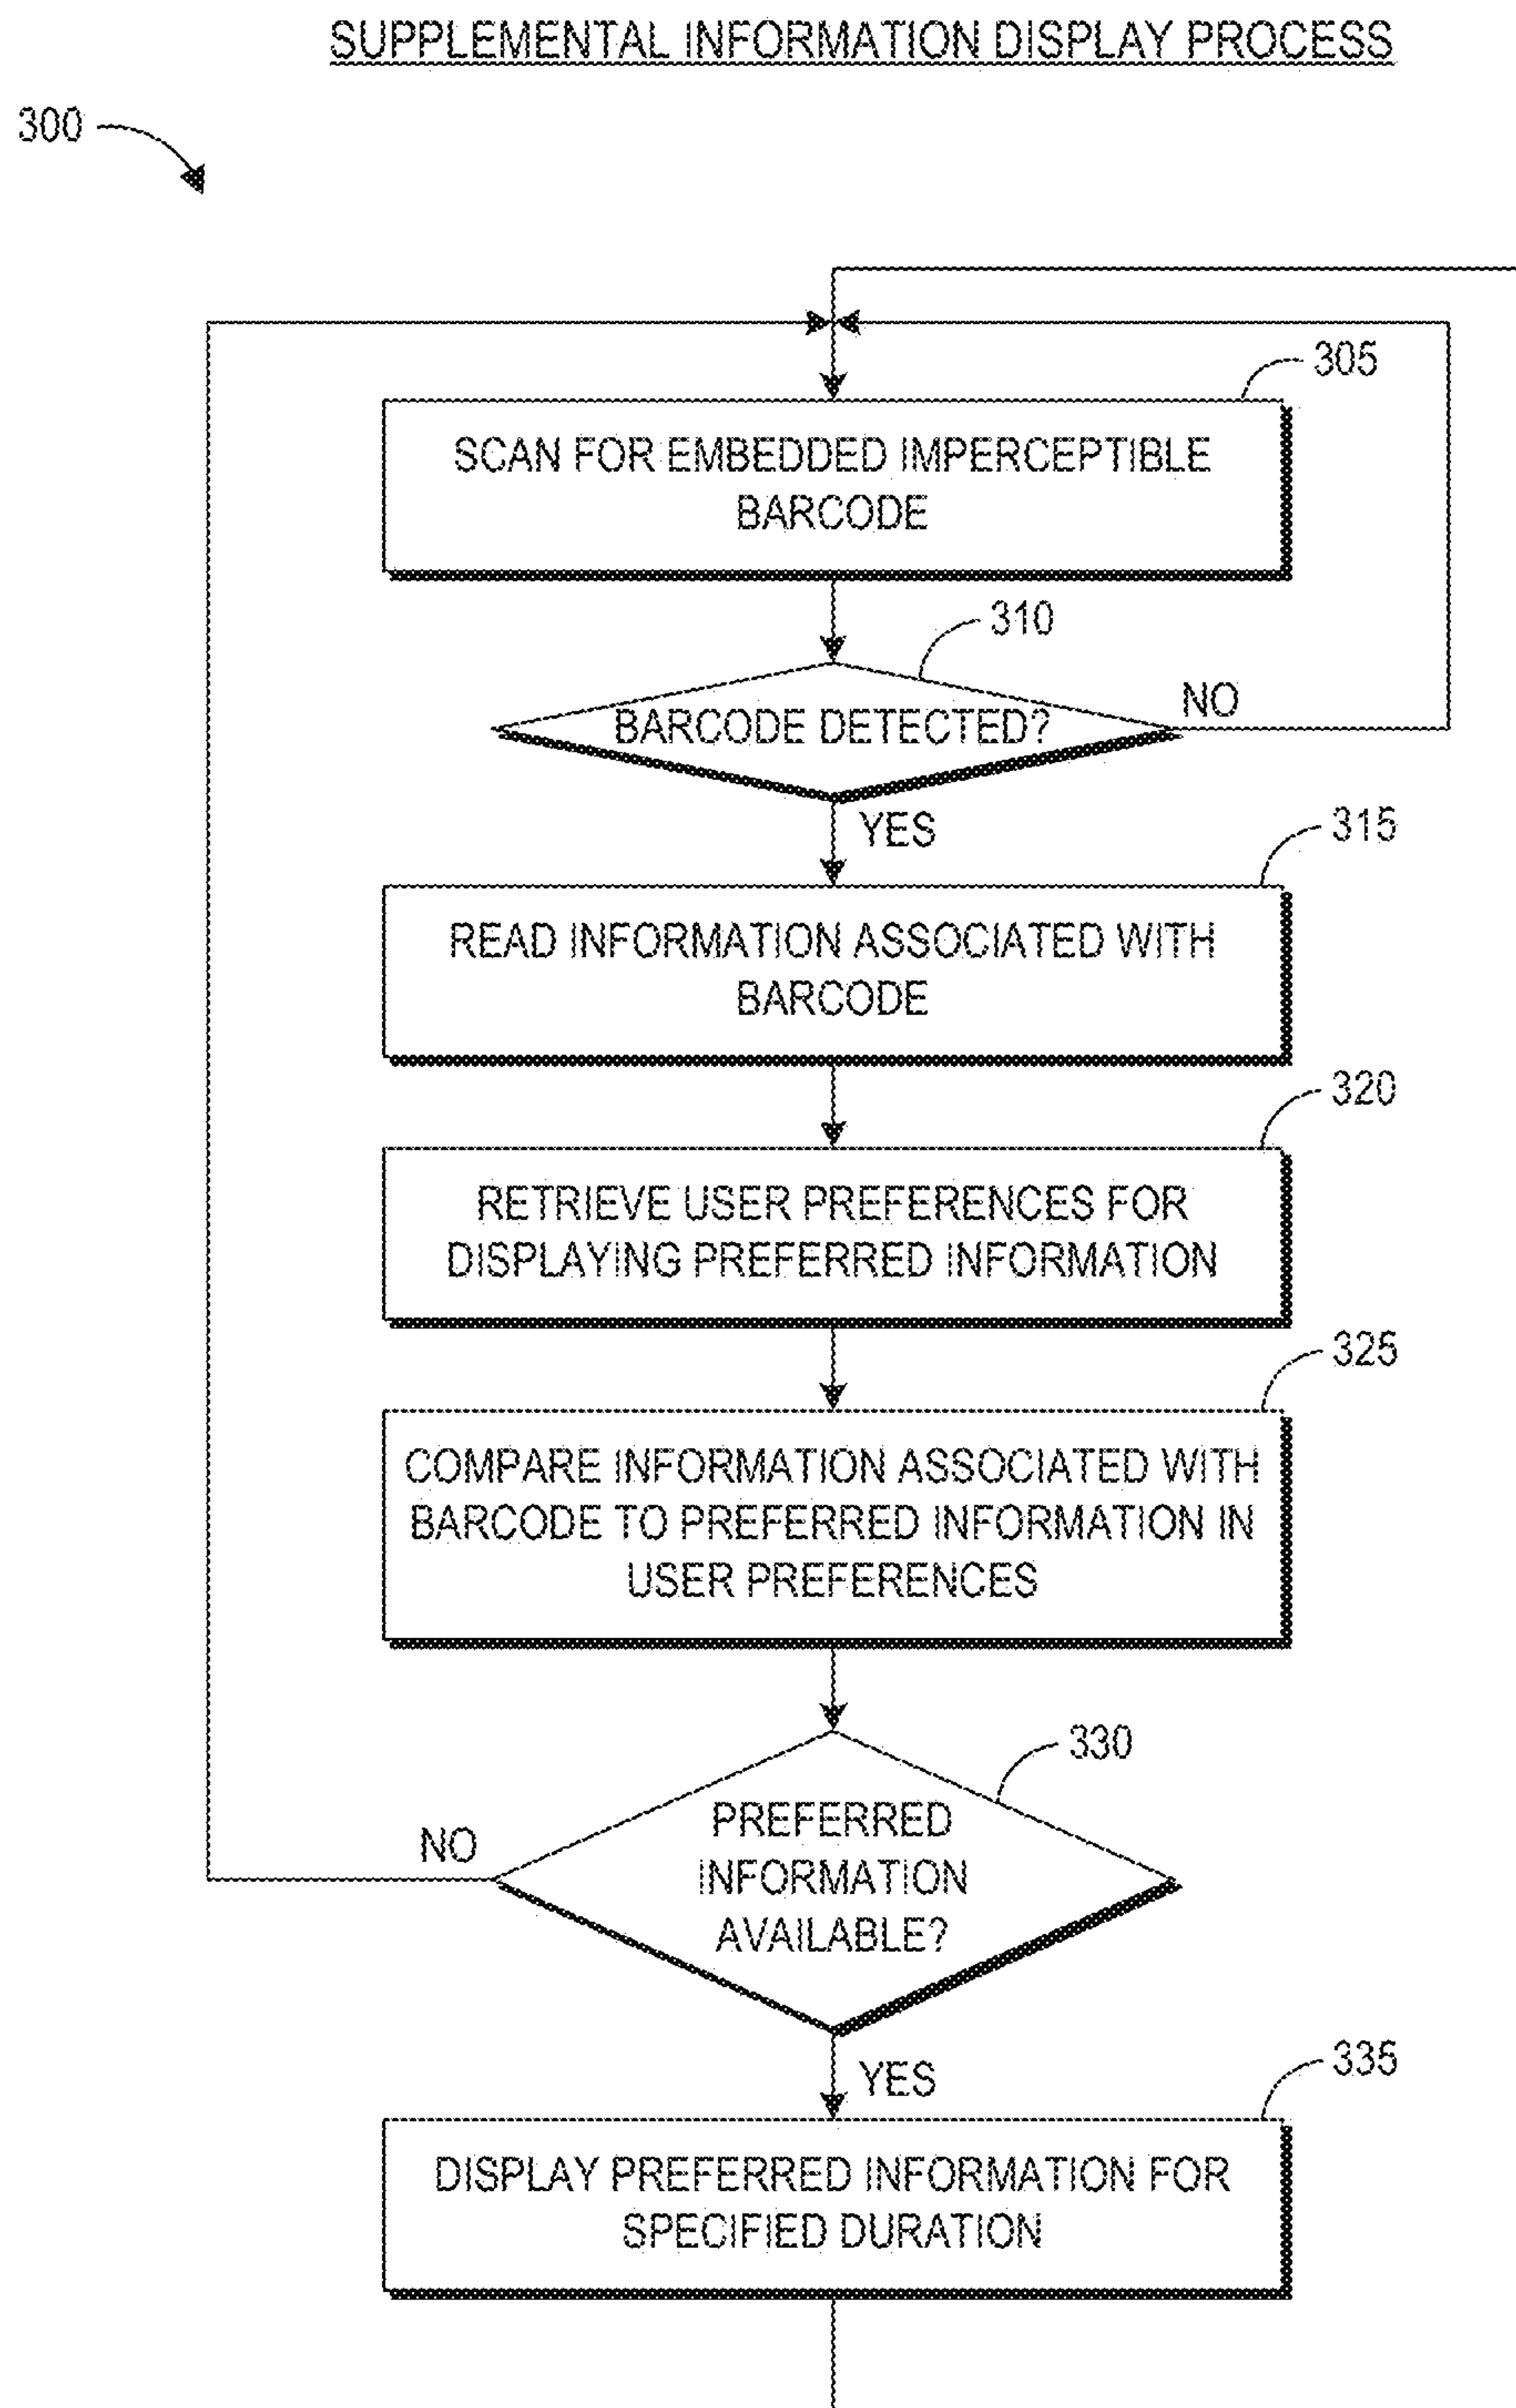 SUPPLEMENTAL INFORMATION DISPLAY PROCESS
300
305
SCAN FOR EMBEDDED IMPERCEPTIBLE
BARCODE
310
BARCODE DETECTED?
NO
YES
315
READ INFORMATION ASSOCIATED WITH
BARCODE
320
RETRIEVE USER PREFERENCES FOR
DISPLAYING PREFERRED INFORMATION
325
COMPARE INFORMATION ASSOCIATED WITH
BARCODE TO PREFERRED INFORMATION IN
USER PREFERENCES
330
PREFERRED
INFORMATION
AVAILABLE?
NO
YES
335
DISPLAY PREFERRED INFORMATION FOR
SPECIFIED DURATION